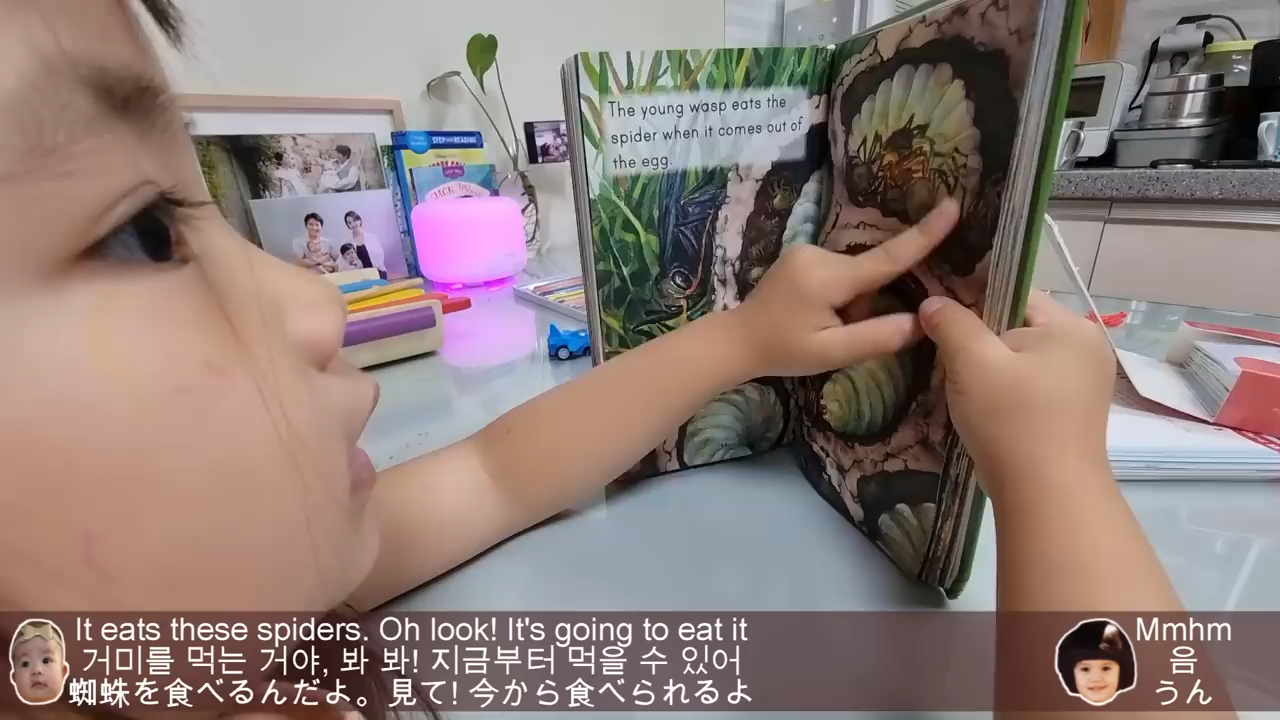 The young wasp eats the
spider when it comes out of
the egg.
STEP INTO READING
It eats these spiders. Oh look! It's going to eat it
거미를 먹는 거야, 봐 봐! 지금부터 먹을 수 있어
蜘蛛を食べるんだよ。見て! 今から食べられるよ
Mmhm
음
うん